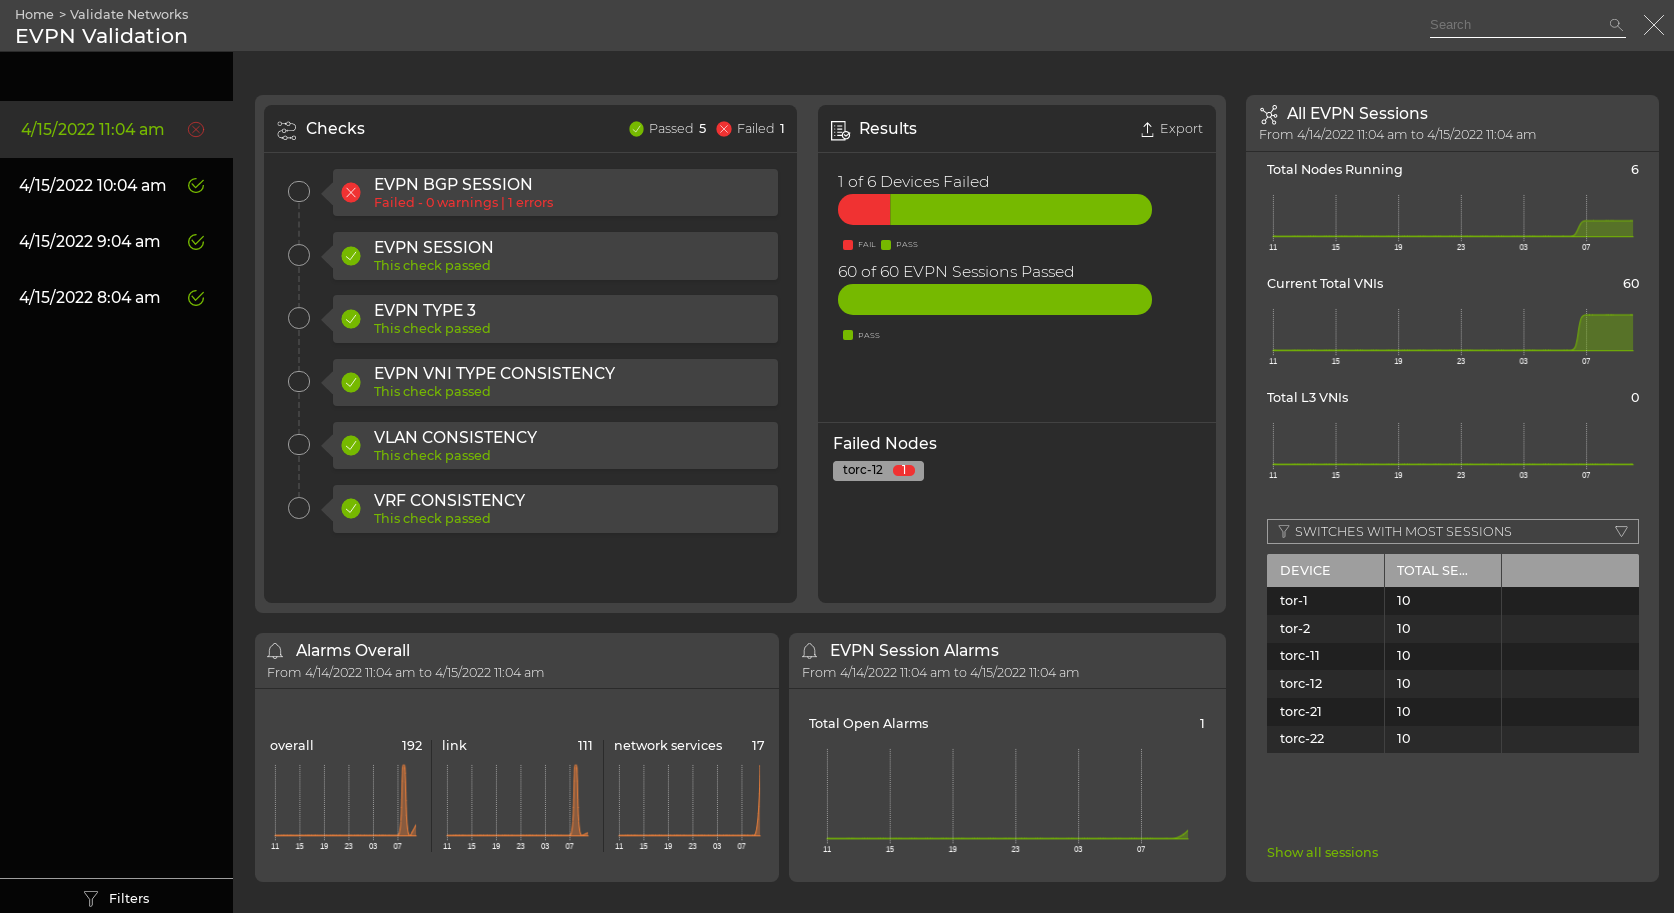 Home > Validate Networks
EVPN Validation
Search
4/15/2022 11:04 am
4/15/2022 10:04 am
4/15/2022 9:04 am
4/15/2022 8:04 am
Filters
Checks
Passed 5 Failed 1
EVPN BGP SESSION
Failed - 0 warnings | 1 errors
EVPN SESSION
This check passed
EVPN TYPE 3
This check passed
EVPN VNI TYPE CONSISTENCY
This check passed
VLAN CONSISTENCY
This check passed
VRF CONSISTENCY
This check passed
Results
Export
1 of 6 Devices Failed
FAIL PASS
60 of 60 EVPN Sessions Passed
PASS
Failed Nodes
torc-12 1
Alarms Overall
From 4/14/2022 11:04 am to 4/15/2022 11:04 am
overall 192
11 15 19 23 03 07
link 111
11 15 19 23 03 07
network services 17
11 15 19 23 03 07
EVPN Session Alarms
From 4/14/2022 11:04 am to 4/15/2022 11:04 am
Total Open Alarms 1
11 15 19 23 03 07
All EVPN Sessions
From 4/14/2022 11:04 am to 4/15/2022 11:04 am
Total Nodes Running 6
11 15 19 23 03 07
Current Total VNIs 60
11 15 19 23 03 07
Total L3 VNIs 0
11 15 19 23 03 07
SWITCHES WITH MOST SESSIONS
DEVICE TOTAL SE...
tor-1 10
tor-2 10
torc-11 10
torc-12 10
torc-21 10
torc-22 10
Show all sessions